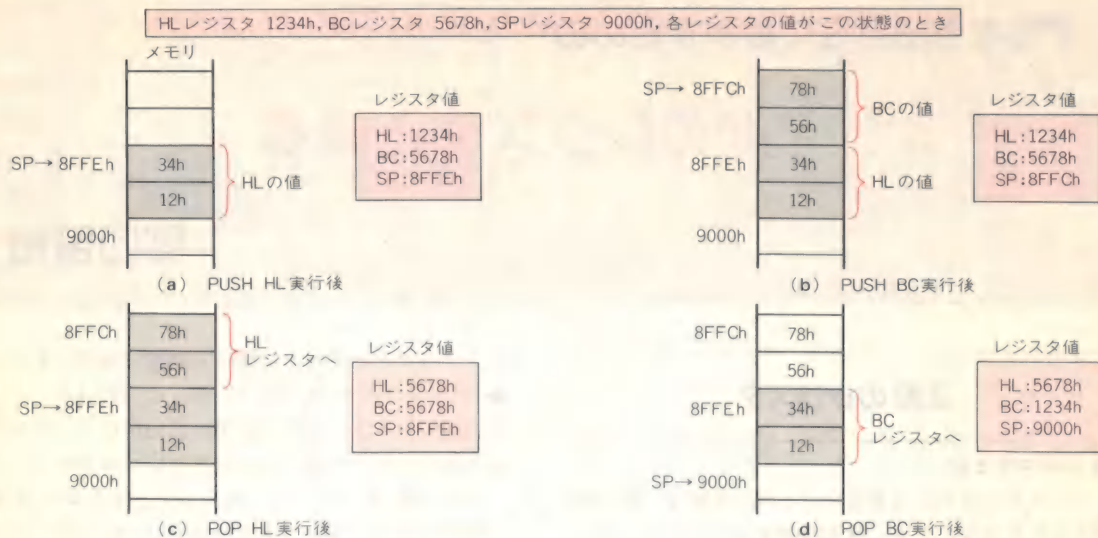 HLレジスタ 1234h, BCレジスタ 5678h, SPレジスタ 9000h, 各レジスタの値がこの状態のとき
メモリ
SP→ 8FFEh
34h
12h
HLの値
9000h
レジスタ値
HL:1234h
BC:5678h
SP:8FFEh
(a) PUSH HL実行後
SP→ 8FFCh
78h
56h
BCの値
8FFEh
34h
12h
HLの値
9000h
レジスタ値
HL:1234h
BC:5678h
SP:8FFCh
(b) PUSH BC実行後
8FFCh
78h
56h
HL
レジスタへ
SP→8FFEh
34h
12h
9000h
レジスタ値
HL:5678h
BC:5678h
SP:8FFEh
(c) POP HL実行後
8FFCh
78h
56h
8FFEh
34h
12h
BC
レジスタへ
SP→9000h
レジスタ値
HL:5678h
BC:1234h
SP:9000h
(d) POP BC実行後